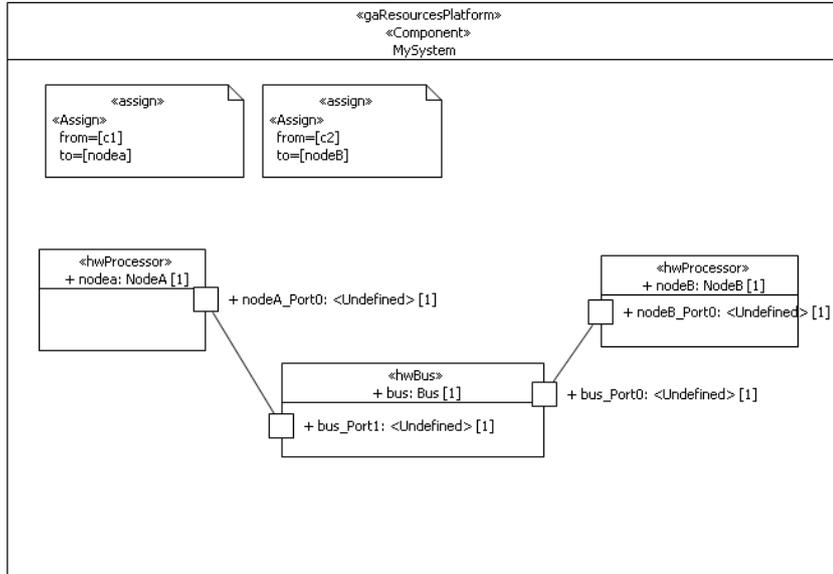 «gaResourcesPlatform»
«Component»
MySystem
«assign»
«Assign»
from=[c1]
to=[nodea]
«assign»
«Assign»
from=[c2]
to=[nodeB]
«hwProcessor»
+ nodea: NodeA [1]
+ nodeA_Port0: <Undefined> [1]
«hwProcessor»
+ nodeB: NodeB [1]
+ nodeB_Port0: <Undefined> [1]
«hwBus»
+ bus: Bus [1]
+ bus_Port0: <Undefined> [1]
+ bus_Port1: <Undefined> [1]